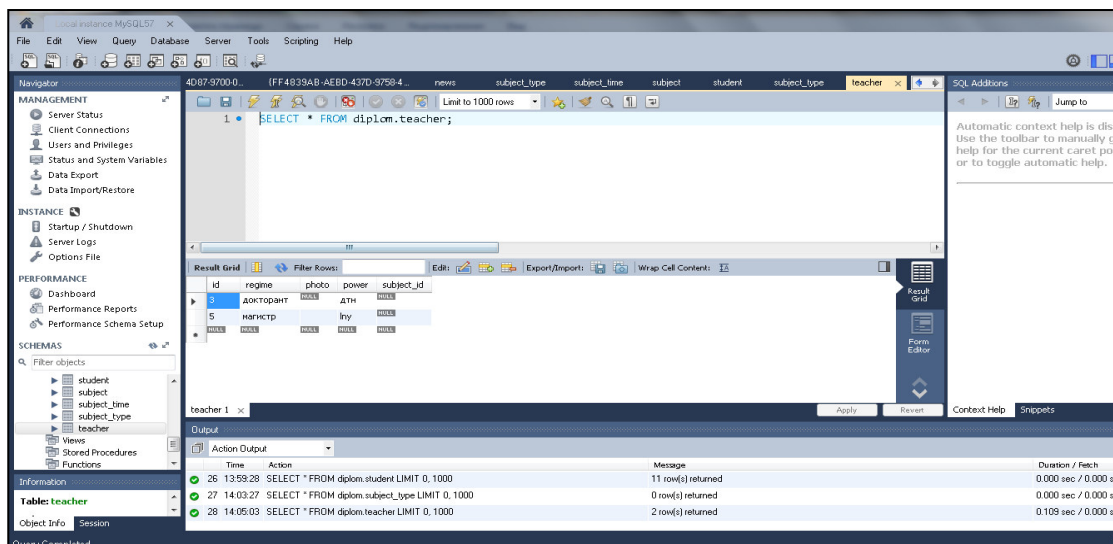 Local instance MySQL57 ×
File Edit View Query Database Server Tools Scripting Help
Navigator
4D87-9700-0... (FF4839AB-AEBD-437D-9758-4... news subject_type subject_time subject student subject_type teacher ×
SQL Additions
MANAGEMENT
Server Status
Client Connections
Users and Privileges
Status and System Variables
Data Export
Data Import/Restore
INSTANCE
Startup / Shutdown
Server Logs
Options File
PERFORMANCE
Dashboard
Performance Reports
Performance Schema Setup
SCHEMAS
Filter objects
student
subject
subject_time
subject_type
teacher
Views
Stored Procedures
Functions
Information
Table: teacher
Object Info Session
Query Completed
Limit to 1000 rows
1 SELECT * FROM diplom.teacher;
Result Grid Filter Rows: Edit: Export/Import: Wrap Cell Content:
id regime photo power subject_id
3 докторант NULL дтн NULL
5 магистр lny NULL
NULL NULL NULL NULL NULL
Result Grid
Form Editor
teacher 1 × Apply Revert
Output
Action Output
Time Action Message Duration / Fetch
26 13:59:28 SELECT * FROM diplom.student LIMIT 0, 1000 11 row(s) returned 0.000 sec / 0.000 s
27 14:03:27 SELECT * FROM diplom.subject_type LIMIT 0, 1000 0 row(s) returned 0.000 sec / 0.000 s
28 14:05:03 SELECT * FROM diplom.teacher LIMIT 0, 1000 2 row(s) returned 0.109 sec / 0.000 s
Jump to
Automatic context help is dis
Use the toolbar to manually g
help for the current caret po
or to toggle automatic help.
Context Help Snippets